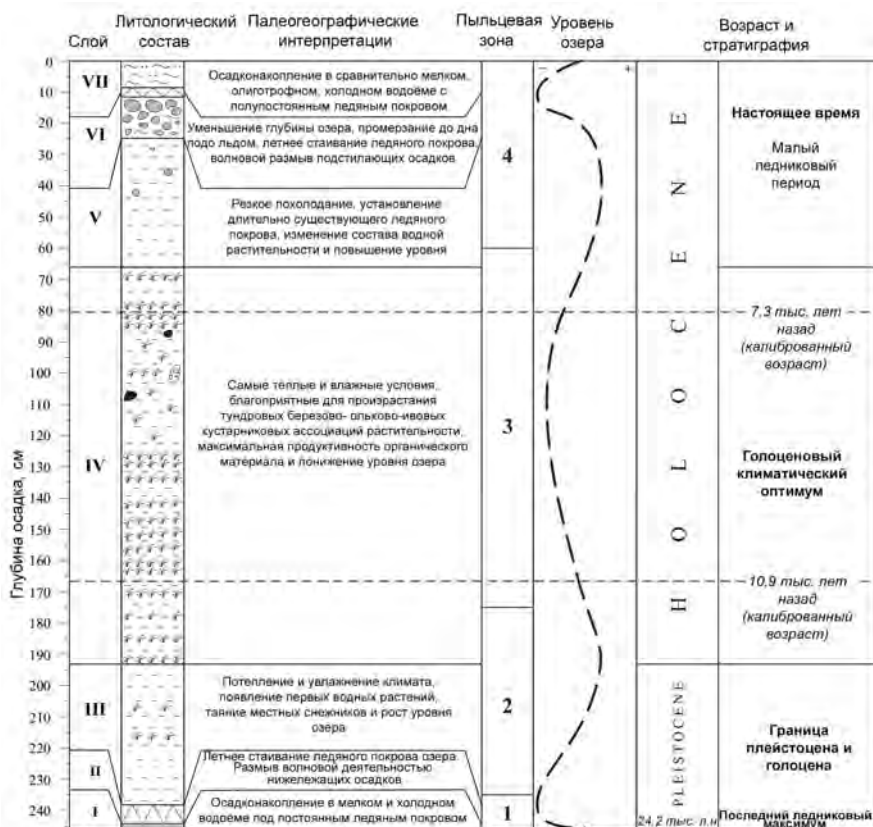 Слой
Литологический
состав
Палеогеографические
интерпретации
Пыльцевая
зона
Уровень
озера
Возраст и
стратиграфия
Глубина осадка, см
0
10
20
30
40
50
60
70
80
90
100
110
120
130
140
150
160
170
180
190
200
210
220
230
240
VII
VI
V
IV
III
II
I
Осадконакопление в сравнительно мелком,
олиготрофном, холодном водоёме с
полупостоянным ледяным покровом
Уменьшение глубины озера, промерзание до дна
подо льдом, летнее стаивание ледяного покрова,
волновой размыв подстилающих осадков
Резкое похолодание, установление
длительно существующего ледяного
покрова, изменение состава водной
растительности и повышение уровня
Самые теплые и влажные условия,
благоприятные для произрастания
тундровых березово- ольково-ивовых
кустарниковых ассоциаций растительности,
максимальная продуктивность органического
материала и понижение уровня озера
Потепление и увлажнение климата,
появление первых водных растений,
таяние местных снежников и рост уровня
озера
Летнее стаивание ледяного покрова озера
Размыв волновой деятельностью
нижележащих осадков
Осадконакопление в мелком и холодном
водоёме под постоянным ледяным покровом
4
3
2
1
− +
HOLOCENE
PLEISTOCENE
24,2 тыс. л.н.
Настоящее время
Малый
ледниковый
период
7,3 тыс. лет
назад
(калиброванный
возраст)
Голоценовый
климатический
оптимум
10,9 тыс. лет
назад
(калиброванный
возраст)
Граница
плейстоцена и
голоцена
Последний ледниковый
максимум